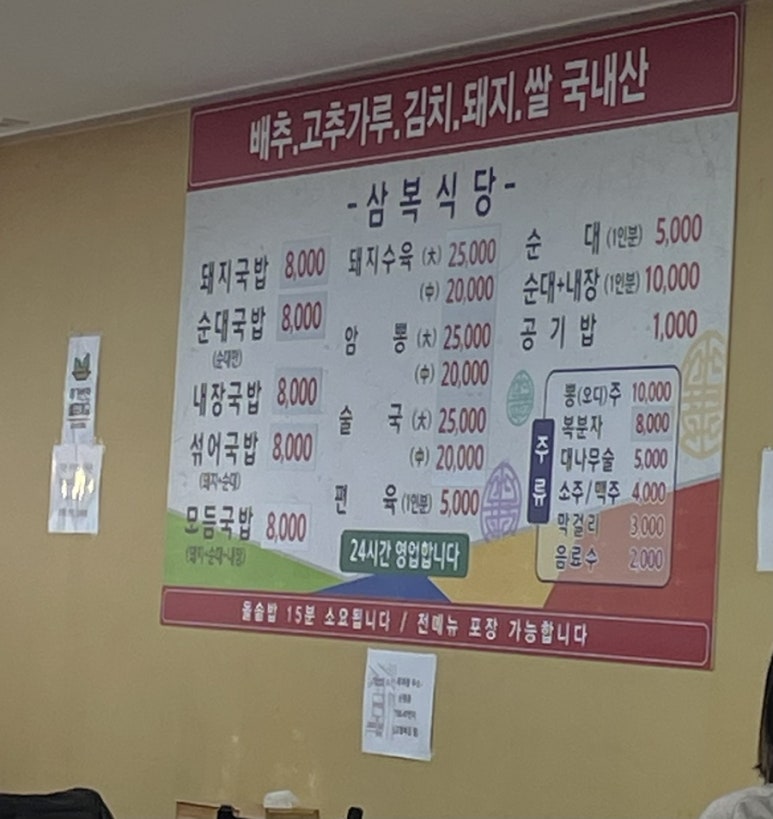 배추.고추가루.김치.돼지.쌀 국내산
-삼복식당-
돼지국밥 8,000
순대국밥 8,000
(순대만)
내장국밥 8,000
섞어국밥 8,000
(돼지+순대)
모듬국밥 8,000
(돼지+순대+내장)
돼지수육 (大) 25,000
(中) 20,000
암뽕 (大) 25,000
(中) 20,000
술국 (大) 25,000
(中) 20,000
편육 (1인분) 5,000
24시간 영업합니다
순대 (1인분) 5,000
순대+내장 (1인분) 10,000
공기밥 1,000
주류
뽕(오디)주 10,000
복분자 8,000
대나무술 5,000
소주/맥주 4,000
막걸리 3,000
음료수 2,000
돌솥밥 15분 소요됩니다 / 전메뉴 포장 가능합니다